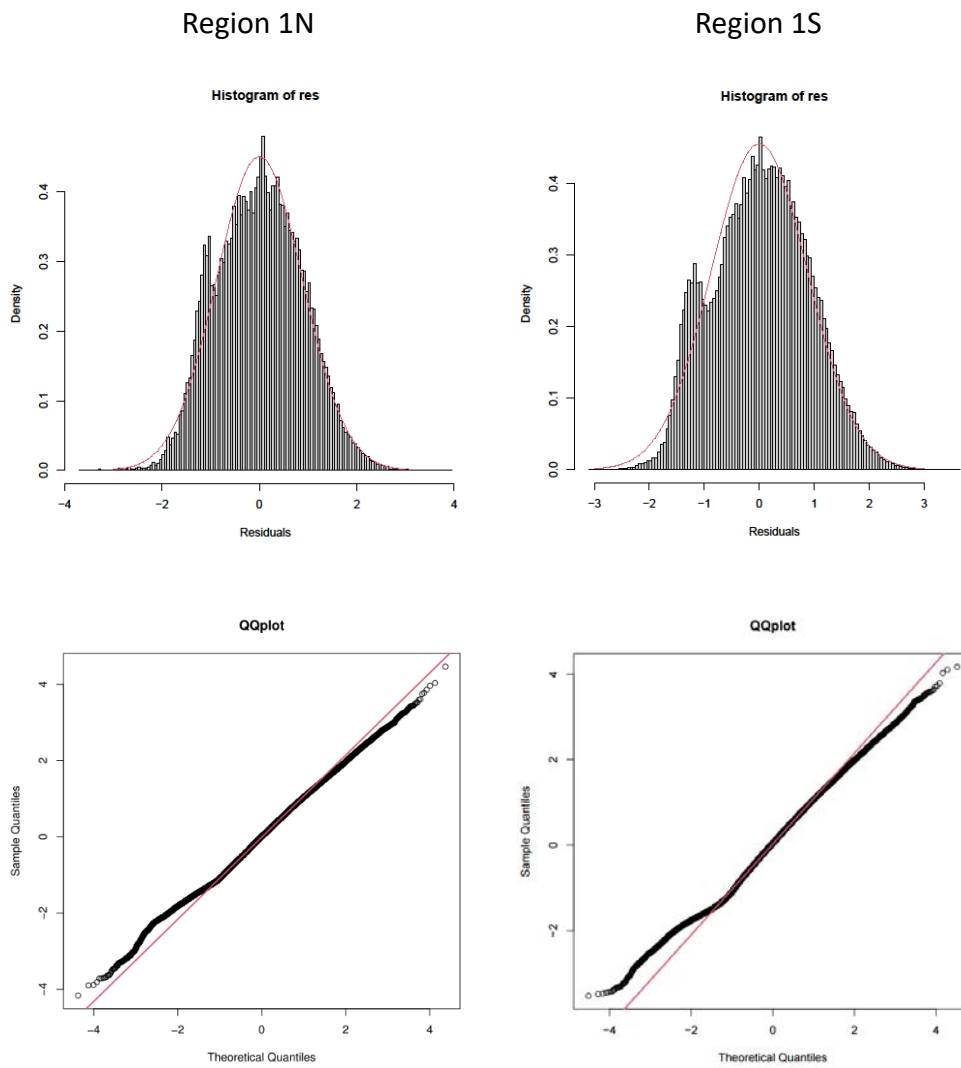 Region 1N
Region 1S
Histogram of res
Density
0.0 0.1 0.2 0.3 0.4
−4 −2 0 2 4
Residuals
Histogram of res
Density
0.0 0.1 0.2 0.3 0.4
−3 −2 −1 0 1 2 3
Residuals
QQplot
Sample Quantiles
−4 −2 0 2 4
−4 −2 0 2 4
Theoretical Quantiles
QQplot
Sample Quantiles
−2 0 2 4
−4 −2 0 2 4
Theoretical Quantiles